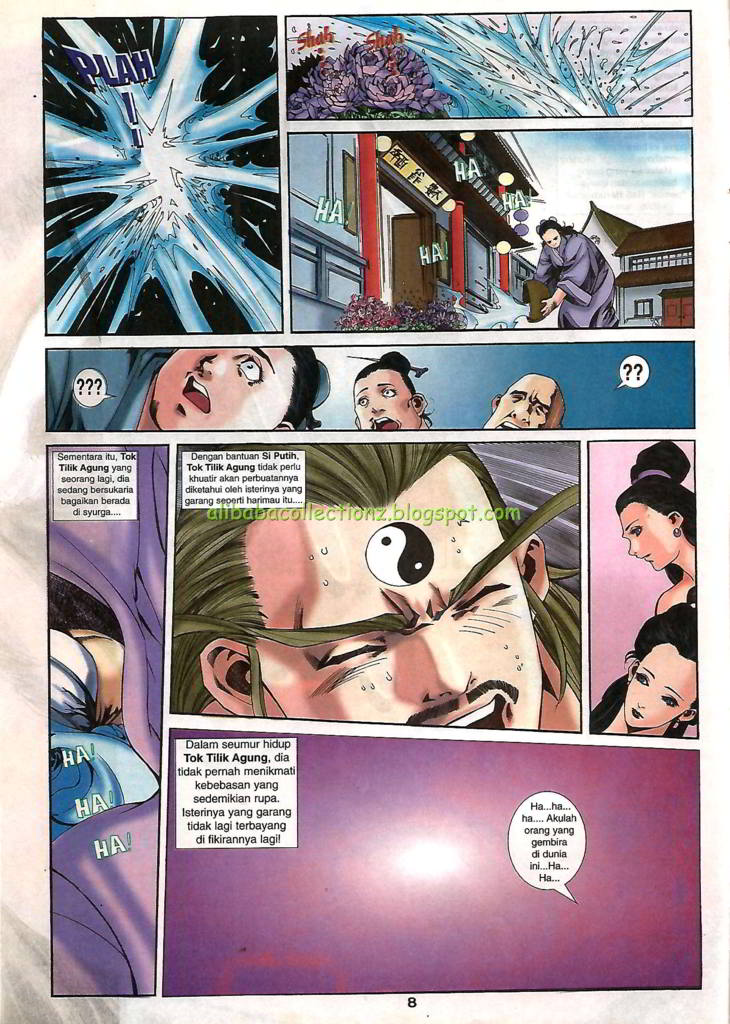 PLAH
!
!
Shah
Shah
HA!
HA!
HA!
HA!
???
??
Sementara itu, Tok
Tilik Agung yang
seorang lagi, dia
sedang bersukaria
bagaikan berada
di syurga....
Dengan bantuan Si Putih,
Tok Tilik Agung tidak perlu
khuatir akan perbuatannya
diketahui oleh isterinya yang
garang seperti harimau itu....
alibabacollectionz.blogspot.com
HA!
HA!
HA!
Dalam seumur hidup
Tok Tilik Agung, dia
tidak pernah menikmati
kebebasan yang
sedemikian rupa.
Isterinya yang garang
tidak lagi terbayang
di fikirannya lagi!
Ha...ha...
ha.... Akulah
orang yang
gembira
di dunia
ini...Ha...
Ha...
8